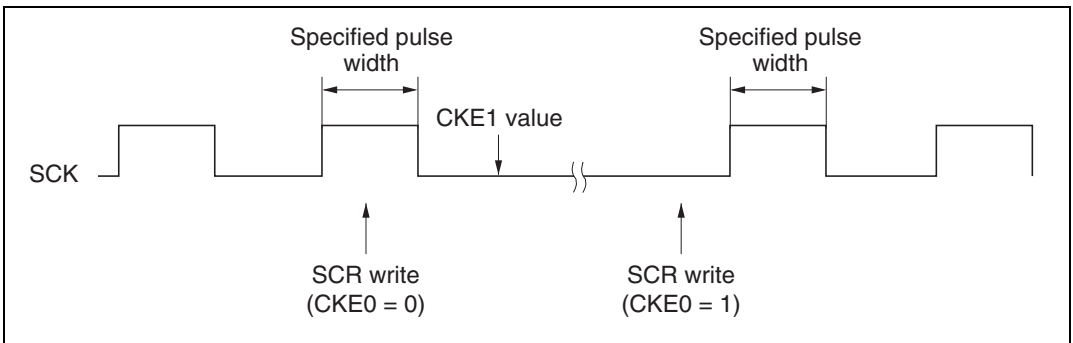 Specified pulse
width
Specified pulse
width
CKE1 value
SCK
SCR write
(CKE0 = 0)
SCR write
(CKE0 = 1)